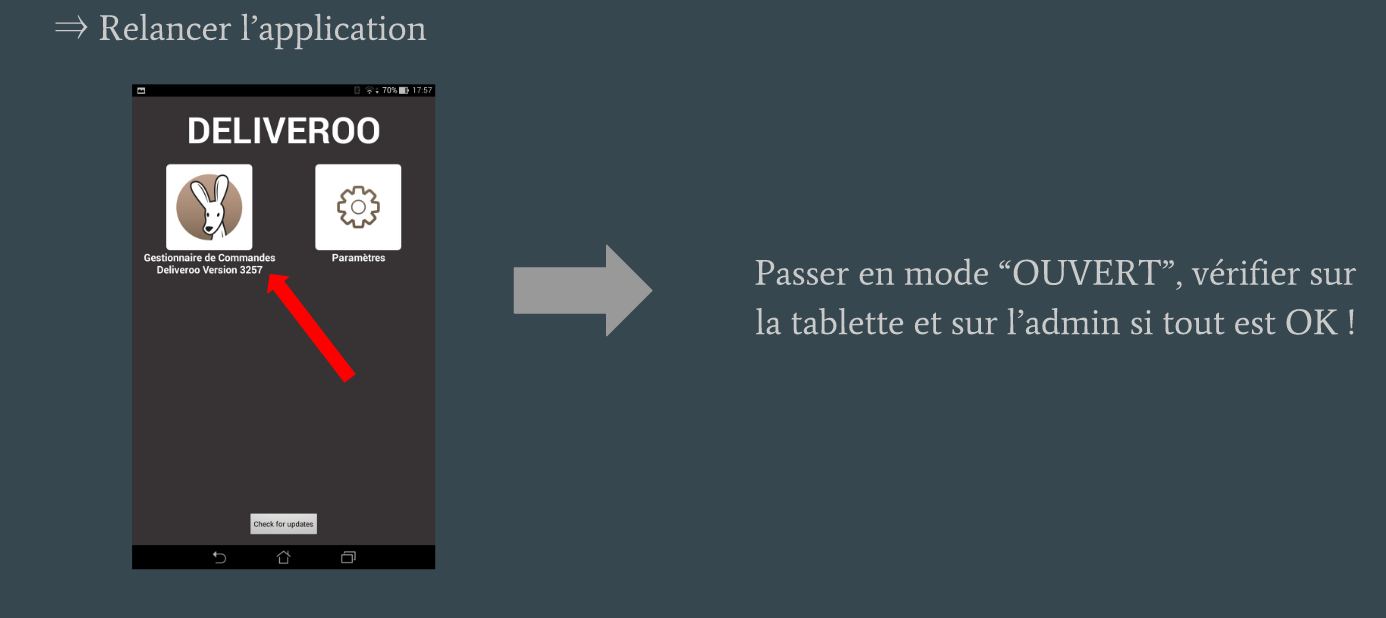 ⇒ Relancer l’application
70% 17:57
DELIVEROO
Gestionnaire de Commandes
Deliveroo Version 3257
Paramètres
Check for updates
Passer en mode “OUVERT”, vérifier sur
la tablette et sur l’admin si tout est OK !